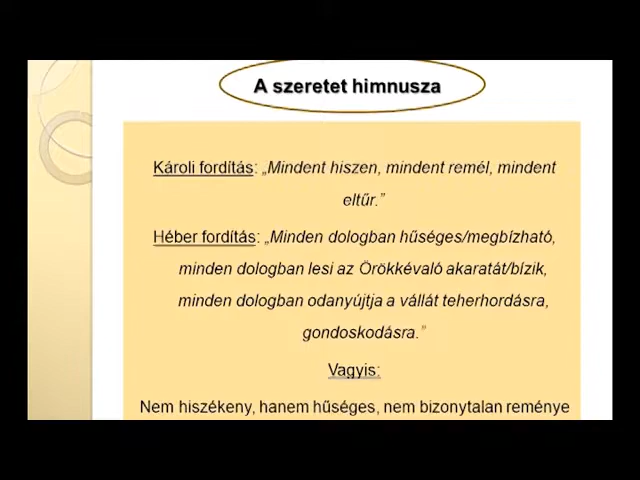 A szeretet himnusza
Károli fordítás: „Mindent hiszen, mindent remél, mindent
eltűr.”
Héber fordítás: „Minden dologban hűséges/megbízható,
minden dologban lesi az Örökkévaló akaratát/bízik,
minden dologban odanyújtja a vállát teherhordásra,
gondoskodásra.”
Vagyis:
Nem hiszékeny, hanem hűséges, nem bizonytalan reménye